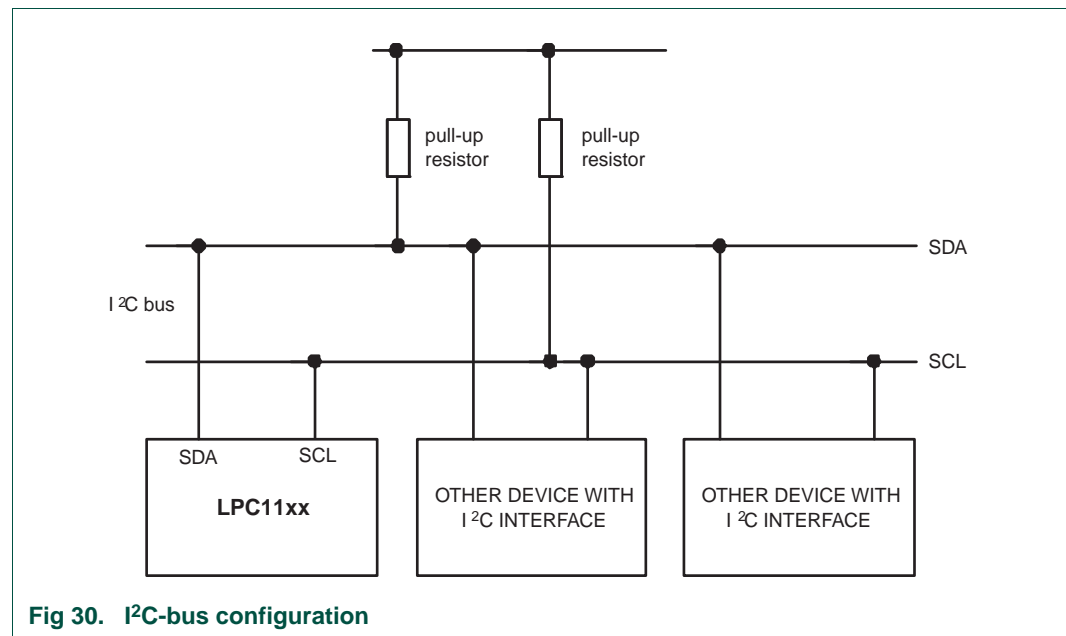 pull-up
resistor
pull-up
resistor
SDA
I ²C bus
SCL
SDA
SCL
LPC11xx
OTHER DEVICE WITH
I ²C INTERFACE
OTHER DEVICE WITH
I ²C INTERFACE
Fig 30. I²C-bus configuration